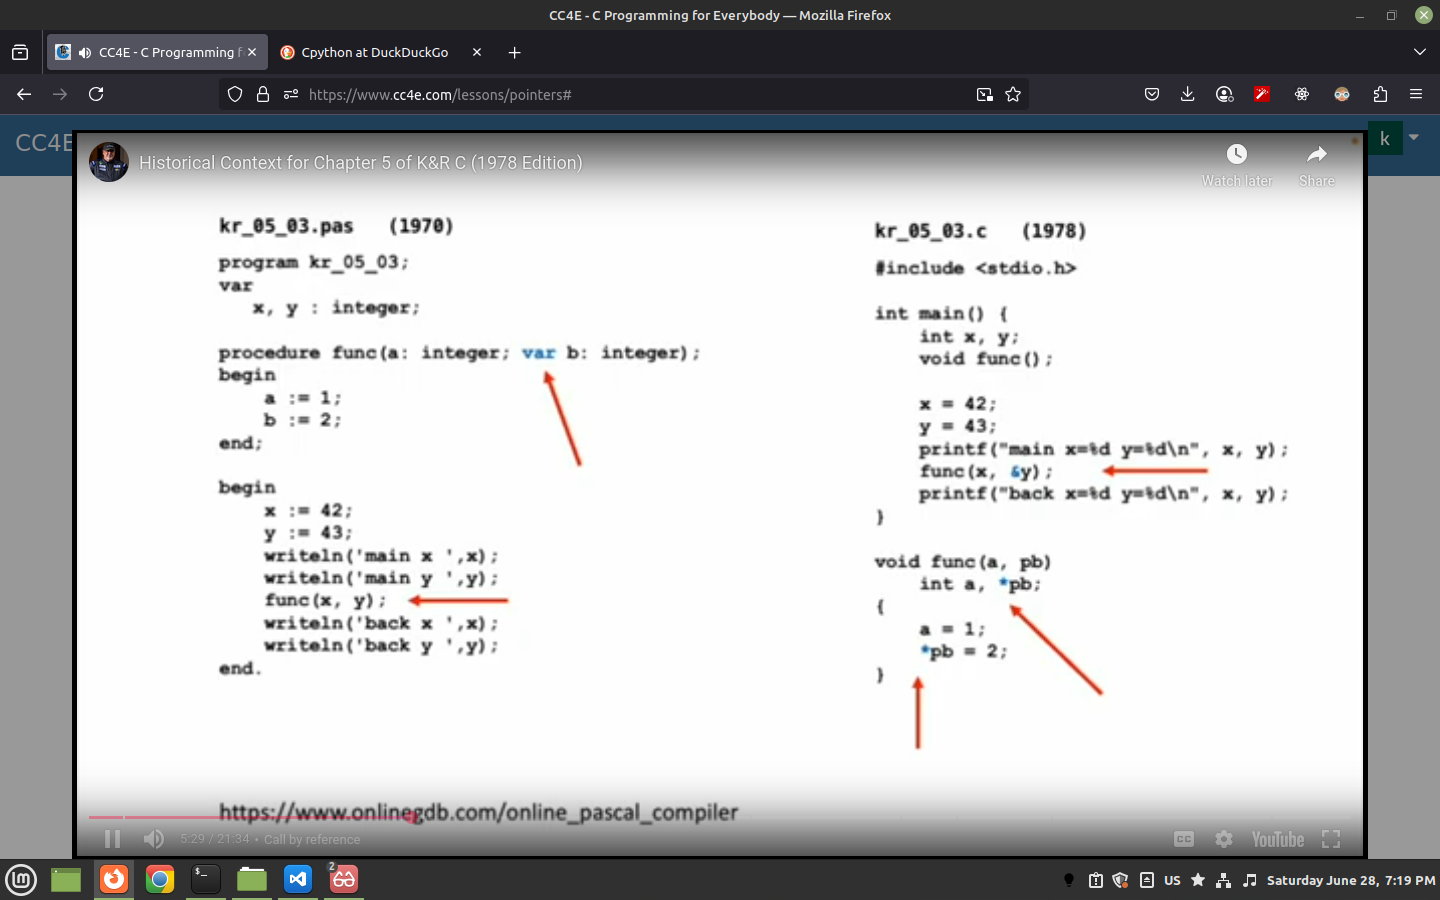 CC4E - C Programming for Everybody — Mozilla Firefox
CC4E - C Programming f
Cpython at DuckDuckGo
https://www.cc4e.com/lessons/pointers#
CC4E
k
Historical Context for Chapter 5 of K&R C (1978 Edition)
Watch later
Share
kr_05_03.pas (1970)
program kr_05_03;
var
x, y : integer;
procedure func(a: integer; var b: integer);
begin
a := 1;
b := 2;
end;
begin
x := 42;
y := 43;
writeln('main x ',x);
writeln('main y ',y);
func(x, y);
writeln('back x ',x);
writeln('back y ',y);
end.
kr_05_03.c (1978)
#include <stdio.h>
int main() {
int x, y;
void func();
x = 42;
y = 43;
printf("main x=%d y=%d\n", x, y);
func(x, &y);
printf("back x=%d y=%d\n", x, y);
}
void func(a, pb)
int a, *pb;
{
a = 1;
*pb = 2;
}
https://www.onlinegdb.com/online_pascal_compiler
5:29 / 21:34 • Call by reference
CC
YouTube
2
US
Saturday June 28, 7:19 PM